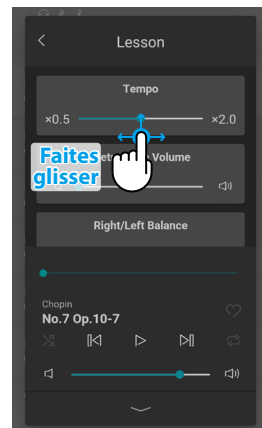 Lesson
Tempo
×0.5 ×2.0
Faites
glisser
Volume
Right/Left Balance
Chopin
No.7 Op.10-7